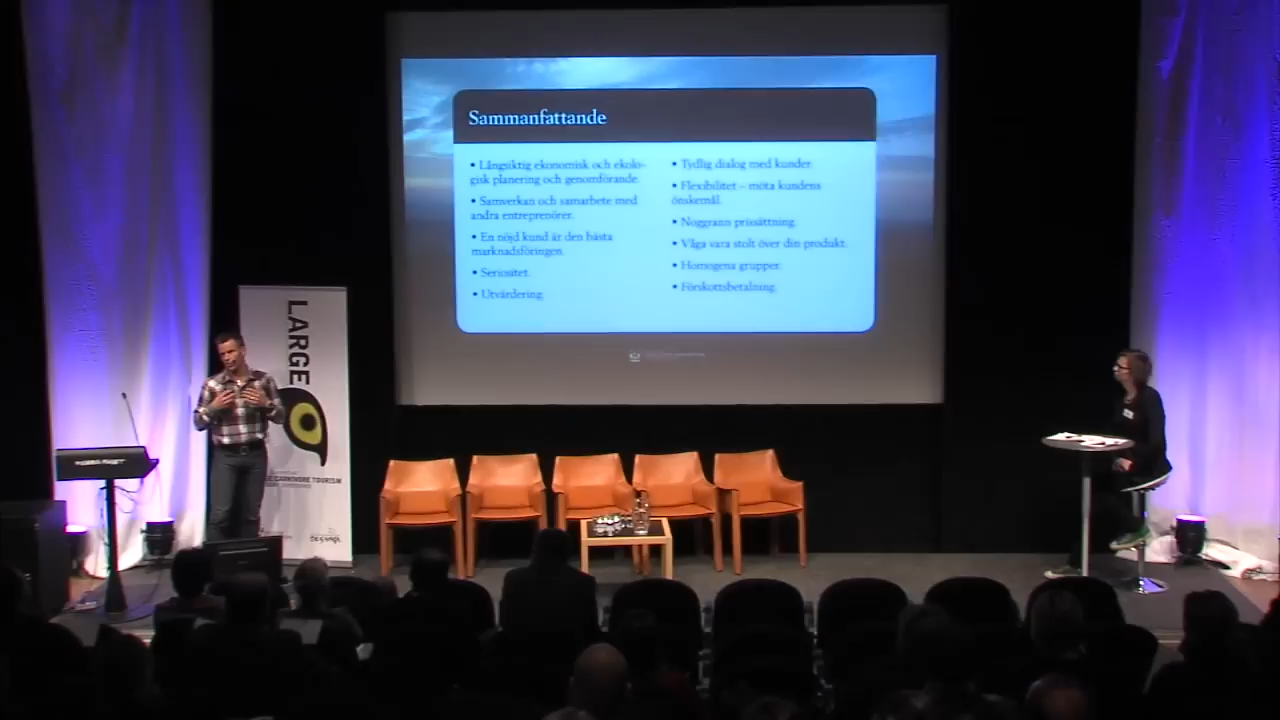 Sammanfattande
• Långsiktig ekonomisk och ekolo-
gisk planering och genomförande.
• Samverkan och samarbete med
andra entreprenörer.
• En nöjd kund är den bästa
marknadsföringen.
• Seriositet.
• Utvärdering.
• Tydlig dialog med kunder.
• Flexibilitet – möta kundens
önskemål.
• Noggrann prissättning.
• Våga vara stolt över din produkt.
• Homogena grupper.
• Förskottsbetalning.
LARGE
CARNIVORE TOURISM